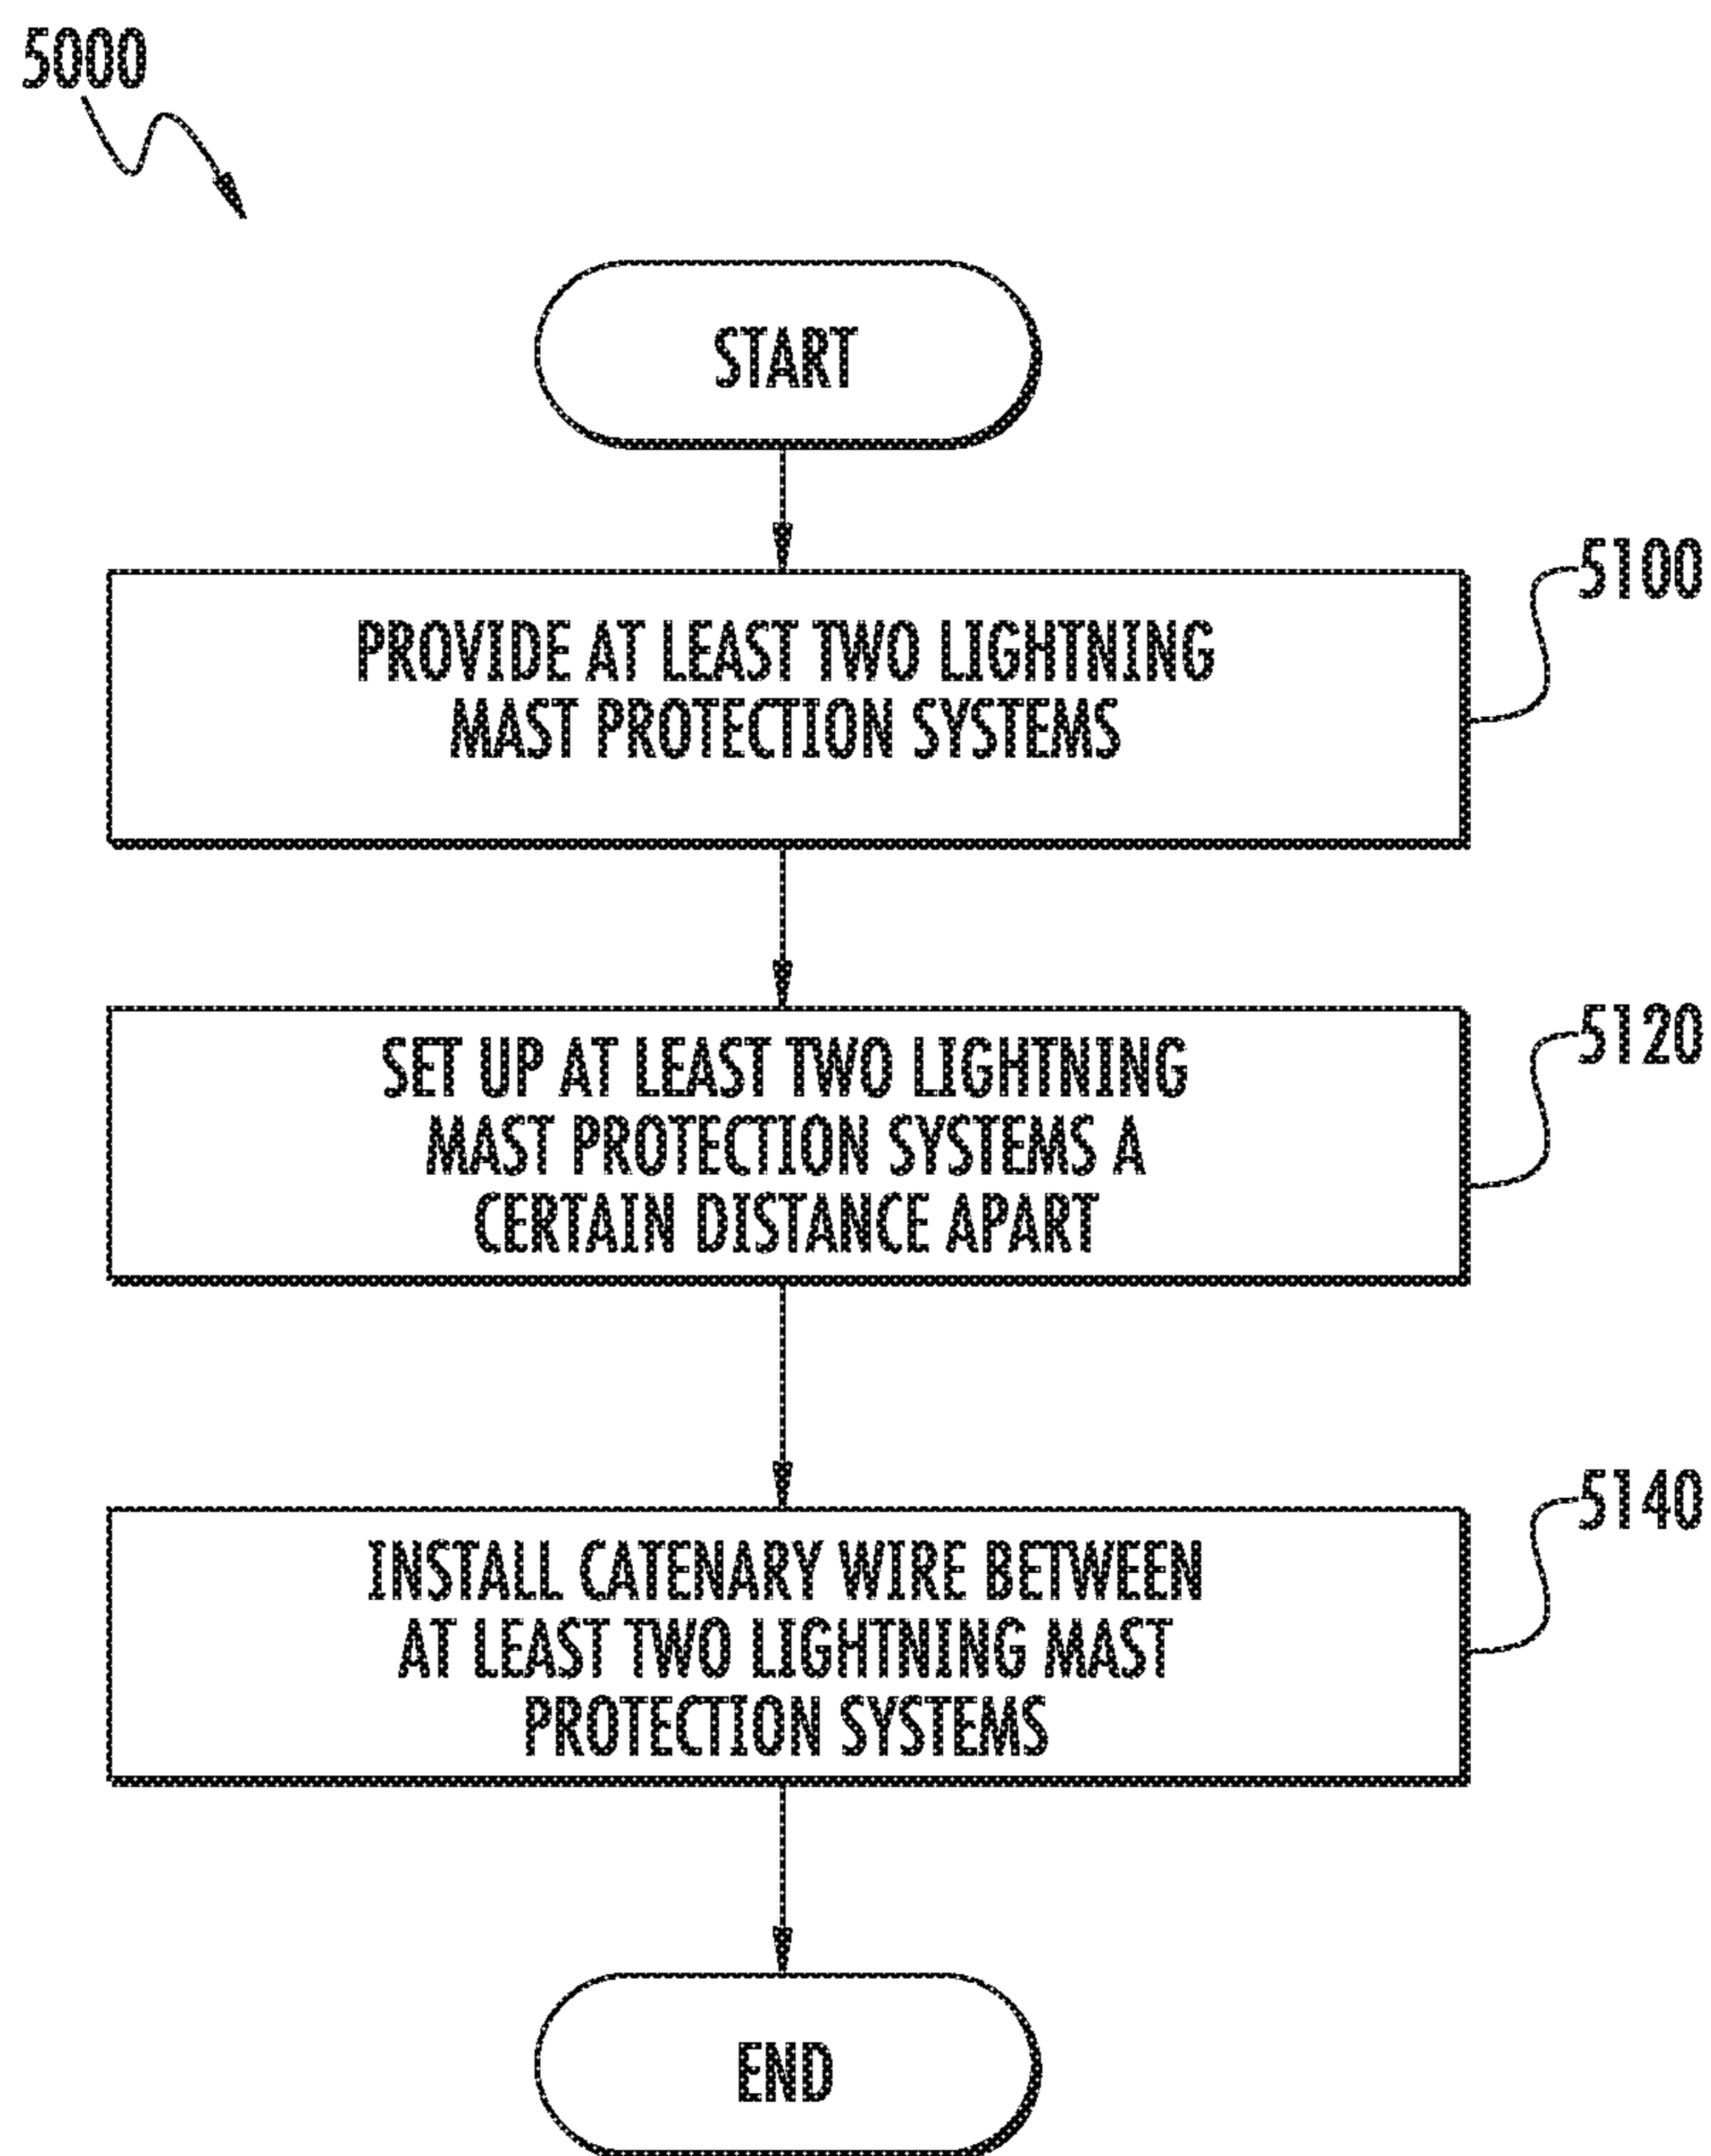 5000
START
5100
PROVIDE AT LEAST TWO LIGHTNING
MAST PROTECTION SYSTEMS
5120
SET UP AT LEAST TWO LIGHTNING
MAST PROTECTION SYSTEMS A
CERTAIN DISTANCE APART
5140
INSTALL CATENARY WIRE BETWEEN
AT LEAST TWO LIGHTNING MAST
PROTECTION SYSTEMS
END